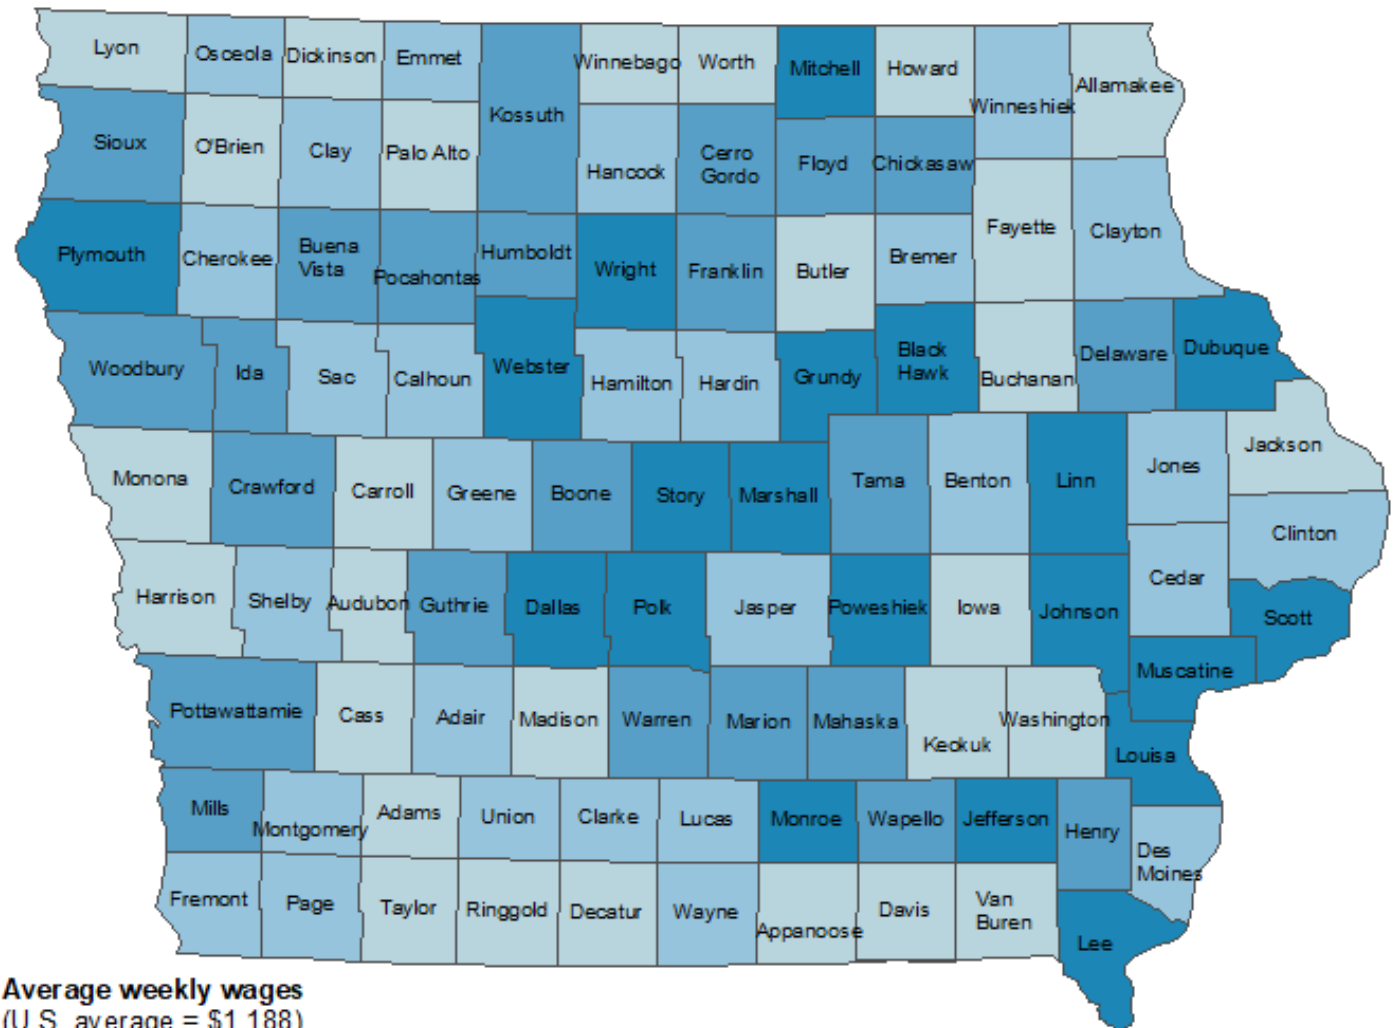 Lyon
Osceola
Dickinson
Emmet
Kossuth
Winnebago
Worth
Mitchell
Howard
Winneshiek
Allamakee
Sioux
O'Brien
Clay
Palo Alto
Hancock
Cerro
Gordo
Floyd
Chickasaw
Fayette
Clayton
Plymouth
Cherokee
Buena
Vista
Pocahontas
Humboldt
Wright
Franklin
Butler
Bremer
Woodbury
Ida
Sac
Calhoun
Webster
Hamilton
Hardin
Grundy
Black
Hawk
Buchanan
Delaware
Dubuque
Monona
Crawford
Carroll
Greene
Boone
Story
Marshall
Tama
Benton
Linn
Jones
Jackson
Clinton
Harrison
Shelby
Audubon
Guthrie
Dallas
Polk
Jasper
Poweshiek
Iowa
Johnson
Cedar
Scott
Muscatine
Pottawattamie
Cass
Adair
Madison
Warren
Marion
Mahaska
Keokuk
Washington
Louisa
Mills
Montgomery
Adams
Union
Clarke
Lucas
Monroe
Wapello
Jefferson
Henry
Des
Moines
Fremont
Page
Taylor
Ringgold
Decatur
Wayne
Appanoose
Davis
Van
Buren
Lee
Average weekly wages
(U.S. average = $1,188)